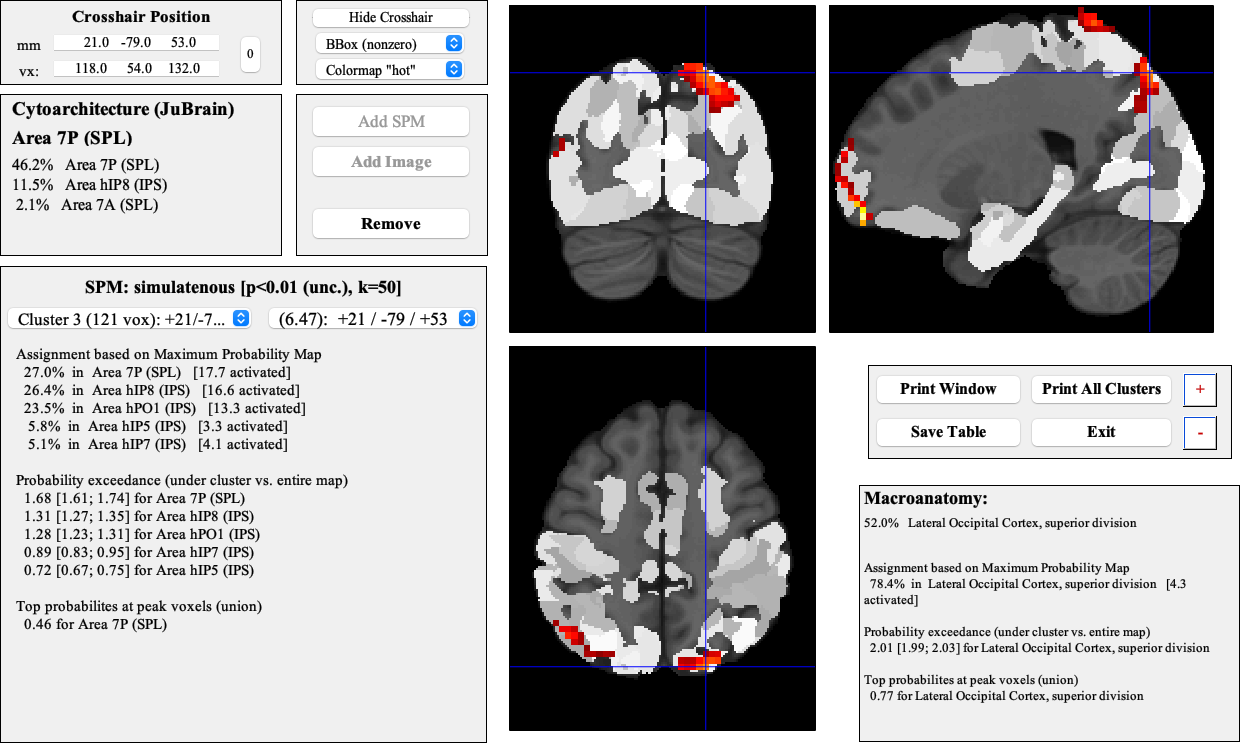 Crosshair Position
mm 21.0 -79.0 53.0
vx: 118.0 54.0 132.0
0
Hide Crosshair
BBox (nonzero)
Colormap "hot"
Cytoarchitecture (JuBrain)
Area 7P (SPL)
46.2% Area 7P (SPL)
11.5% Area hIP8 (IPS)
2.1% Area 7A (SPL)
Add SPM
Add Image
Remove
SPM: simulatenous [p<0.01 (unc.), k=50]
Cluster 3 (121 vox): +21/-7... (6.47): +21 / -79 / +53
Assignment based on Maximum Probability Map
27.0% in Area 7P (SPL) [17.7 activated]
26.4% in Area hIP8 (IPS) [16.6 activated]
23.5% in Area hPO1 (IPS) [13.3 activated]
5.8% in Area hIP5 (IPS) [3.3 activated]
5.1% in Area hIP7 (IPS) [4.1 activated]
Probability exceedance (under cluster vs. entire map)
1.68 [1.61; 1.74] for Area 7P (SPL)
1.31 [1.27; 1.35] for Area hIP8 (IPS)
1.28 [1.23; 1.31] for Area hPO1 (IPS)
0.89 [0.83; 0.95] for Area hIP7 (IPS)
0.72 [0.67; 0.75] for Area hIP5 (IPS)
Top probabilites at peak voxels (union)
0.46 for Area 7P (SPL)
Print Window Print All Clusters +
Save Table Exit -
Macroanatomy:
52.0% Lateral Occipital Cortex, superior division
Assignment based on Maximum Probability Map
78.4% in Lateral Occipital Cortex, superior division [4.3
activated]
Probability exceedance (under cluster vs. entire map)
2.01 [1.99; 2.03] for Lateral Occipital Cortex, superior division
Top probabilites at peak voxels (union)
0.77 for Lateral Occipital Cortex, superior division